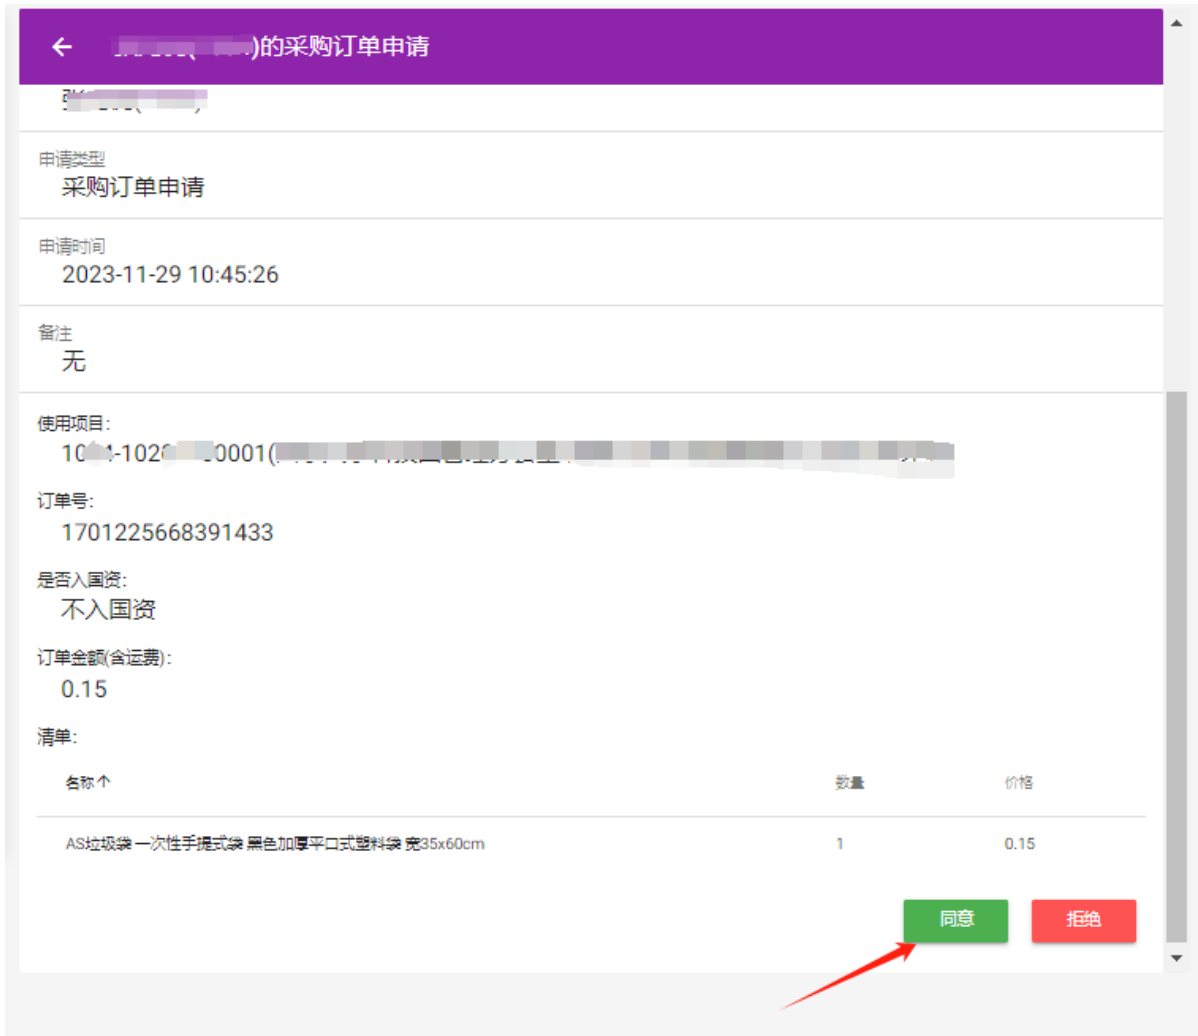 的采购订单申请
申请类型
采购订单申请
申请时间
2023-11-29 10:45:26
备注
无
使用项目:
0001(
订单号:
1701225668391433
是否入国资:
不入国资
订单金额(含运费):
0.15
清单:
名称↑ 数量 价格
AS垃圾袋 一次性手提式袋 黑色加厚平口式塑料袋 宽35x60cm 1 0.15
同意 拒绝